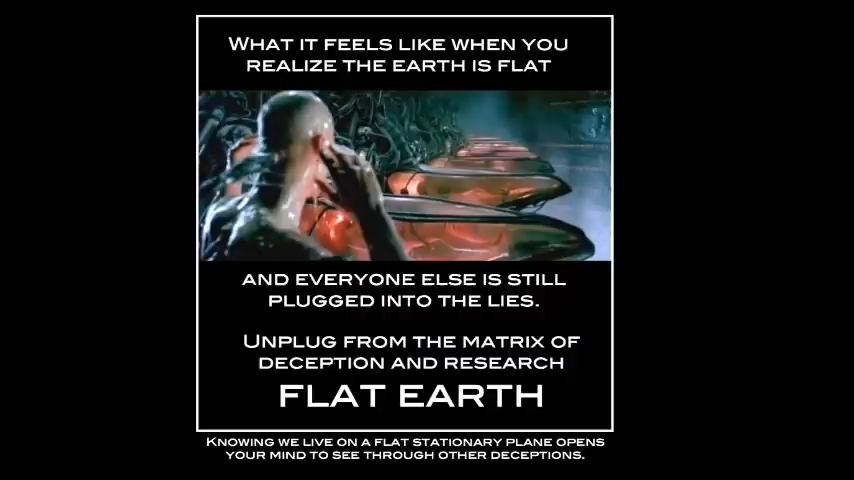 What it feels like when you
realize the earth is flat
and everyone else is still
plugged into the lies.
Unplug from the matrix of
deception and research
FLAT EARTH
Knowing we live on a flat stationary plane opens
your mind to see through other deceptions.